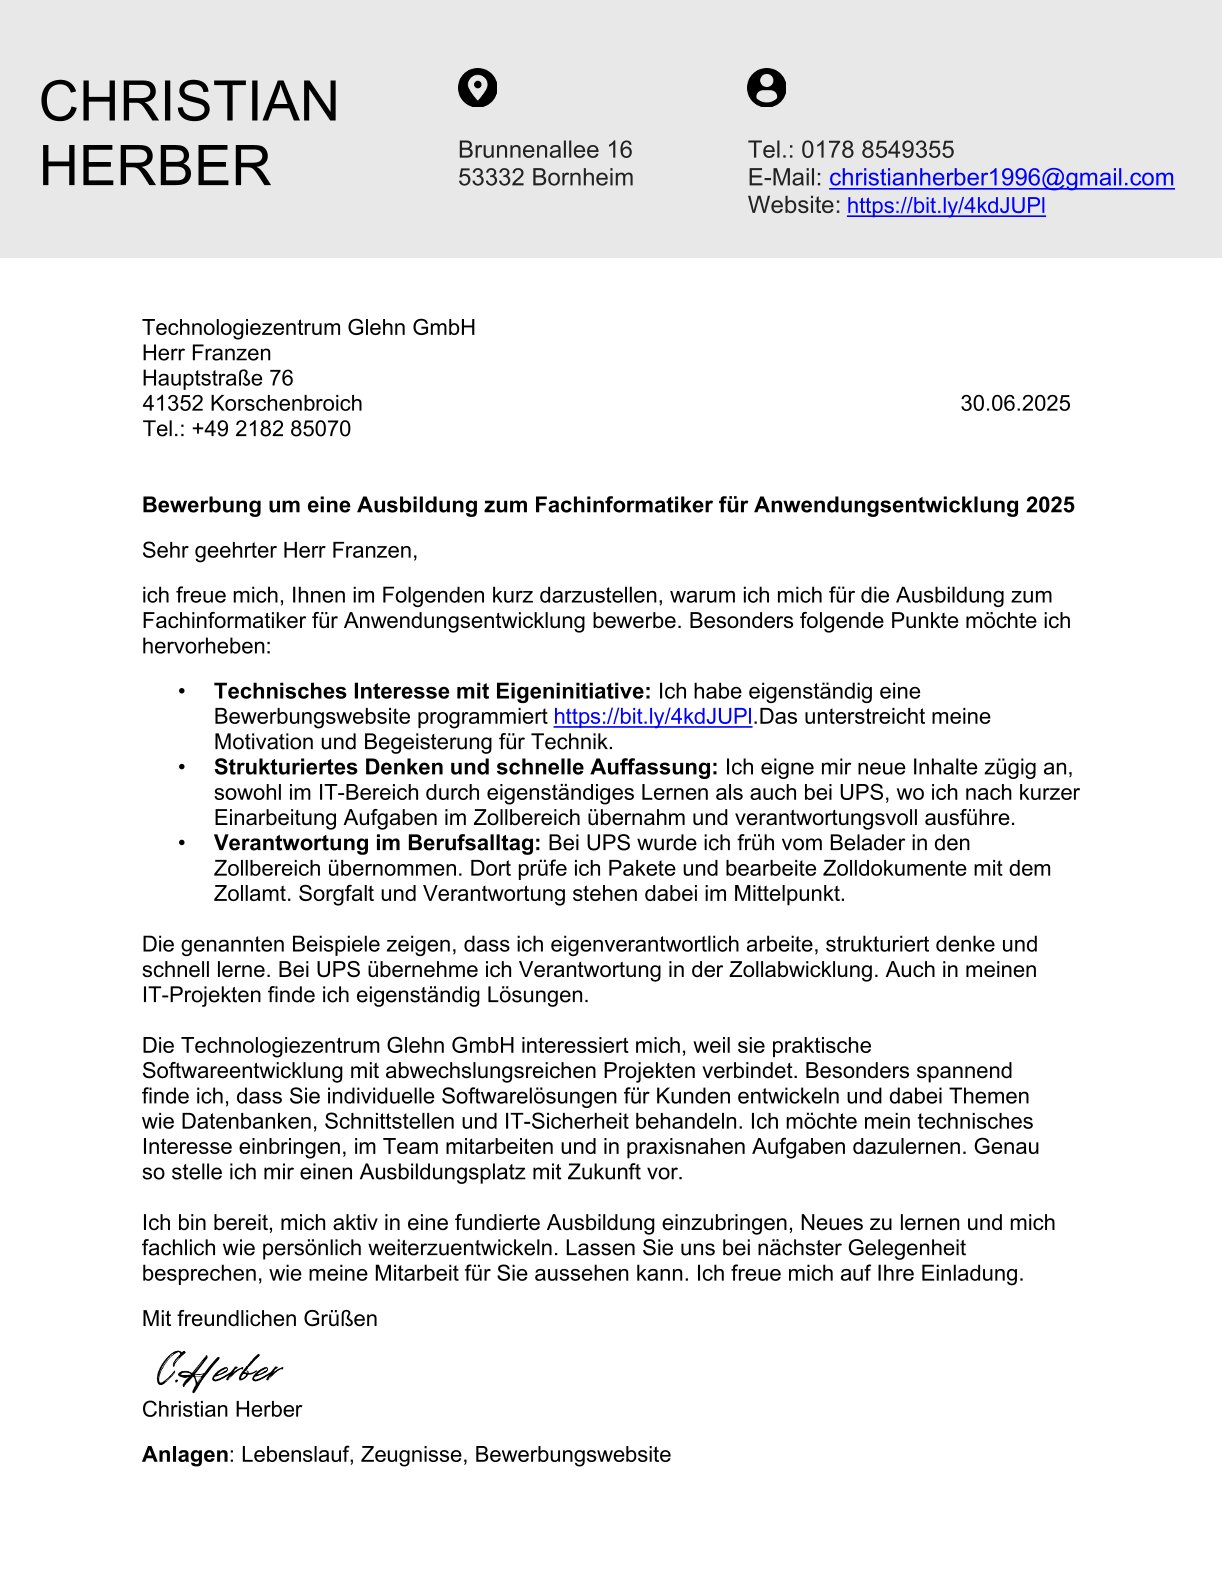 CHRISTIAN
HERBER
Brunnenallee 16
53332 Bornheim
Tel.: 0178 8549355
E-Mail: christianherber1996@gmail.com
Website: https://bit.ly/4kdJUPl
Technologiezentrum Glehn GmbH
Herr Franzen
Hauptstraße 76
41352 Korschenbroich
30.06.2025
Tel.: +49 2182 85070
Bewerbung um eine Ausbildung zum Fachinformatiker für Anwendungsentwicklung 2025
Sehr geehrter Herr Franzen,
ich freue mich, Ihnen im Folgenden kurz darzustellen, warum ich mich für die Ausbildung zum
Fachinformatiker für Anwendungsentwicklung bewerbe. Besonders folgende Punkte möchte ich
hervorheben:
• Technisches Interesse mit Eigeninitiative: Ich habe eigenständig eine
Bewerbungswebsite programmiert https://bit.ly/4kdJUPl.Das unterstreicht meine
Motivation und Begeisterung für Technik.
• Strukturiertes Denken und schnelle Auffassung: Ich eigne mir neue Inhalte zügig an,
sowohl im IT-Bereich durch eigenständiges Lernen als auch bei UPS, wo ich nach kurzer
Einarbeitung Aufgaben im Zollbereich übernahm und verantwortungsvoll ausführe.
• Verantwortung im Berufsalltag: Bei UPS wurde ich früh vom Belader in den
Zollbereich übernommen. Dort prüfe ich Pakete und bearbeite Zolldokumente mit dem
Zollamt. Sorgfalt und Verantwortung stehen dabei im Mittelpunkt.
Die genannten Beispiele zeigen, dass ich eigenverantwortlich arbeite, strukturiert denke und
schnell lerne. Bei UPS übernehme ich Verantwortung in der Zollabwicklung. Auch in meinen
IT-Projekten finde ich eigenständig Lösungen.
Die Technologiezentrum Glehn GmbH interessiert mich, weil sie praktische
Softwareentwicklung mit abwechslungsreichen Projekten verbindet. Besonders spannend
finde ich, dass Sie individuelle Softwarelösungen für Kunden entwickeln und dabei Themen
wie Datenbanken, Schnittstellen und IT-Sicherheit behandeln. Ich möchte mein technisches
Interesse einbringen, im Team mitarbeiten und in praxisnahen Aufgaben dazulernen. Genau
so stelle ich mir einen Ausbildungsplatz mit Zukunft vor.
Ich bin bereit, mich aktiv in eine fundierte Ausbildung einzubringen, Neues zu lernen und mich
fachlich wie persönlich weiterzuentwickeln. Lassen Sie uns bei nächster Gelegenheit
besprechen, wie meine Mitarbeit für Sie aussehen kann. Ich freue mich auf Ihre Einladung.
Mit freundlichen Grüßen
C.Herber
Christian Herber
Anlagen: Lebenslauf, Zeugnisse, Bewerbungswebsite